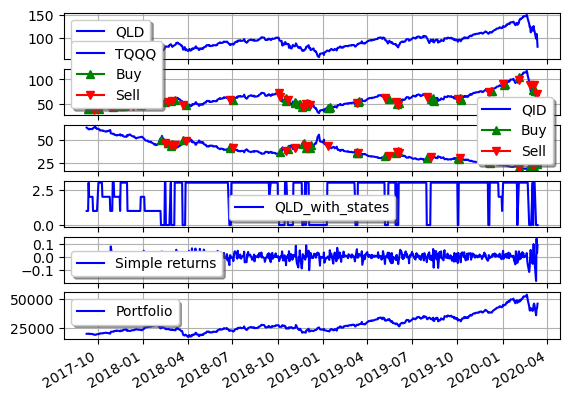 150
100
QLD
TQQQ
Buy
Sell
100
50
QID
Buy
Sell
50
25
2.5
0.0
QLD_with_states
0.1
0.0
−0.1
Simple returns
50000
25000
Portfolio
2017-10
2018-01
2018-04
2018-07
2018-10
2019-01
2019-04
2019-07
2019-10
2020-01
2020-04